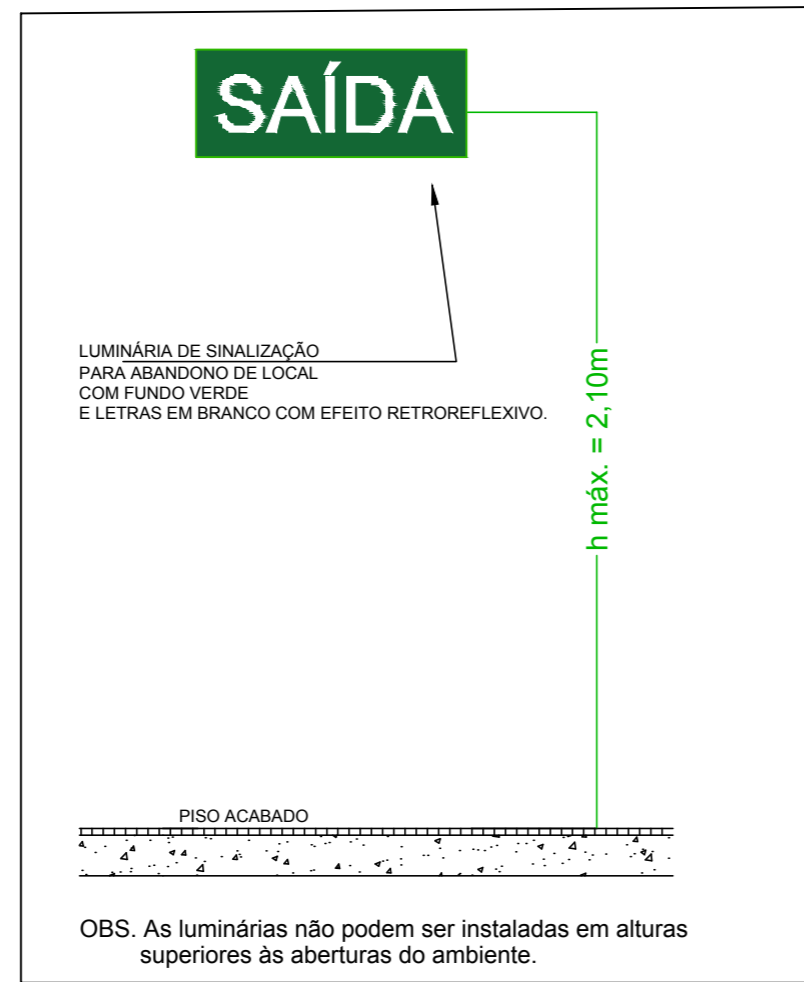 SAÍDA
LUMINÁRIA DE SINALIZAÇÃO
PARA ABANDONO DE LOCAL
COM FUNDO VERDE
E LETRAS EM BRANCO COM EFEITO RETROREFLEXIVO.
h máx. = 2,10m
PISO ACABADO
OBS. As luminárias não podem ser instaladas em alturas
superiores às aberturas do ambiente.